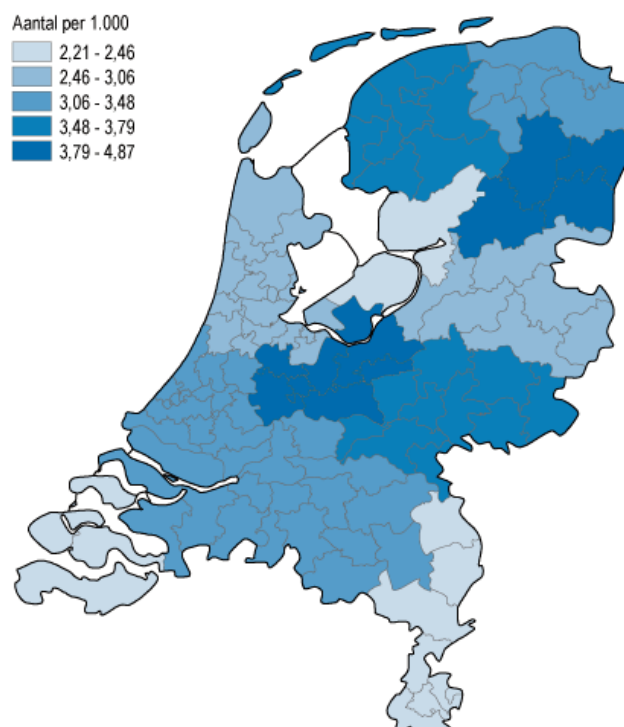 Aantal per 1.000
2,21 - 2,46
2,46 - 3,06
3,06 - 3,48
3,48 - 3,79
3,79 - 4,87